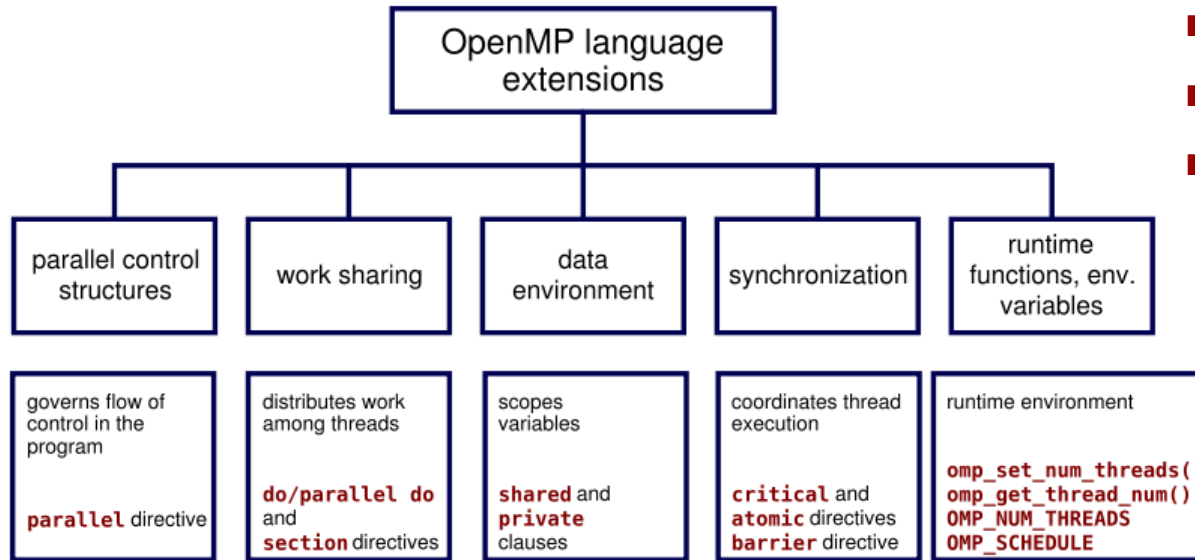 OpenMP language
extensions
parallel control
structures
work sharing
data
environment
synchronization
runtime
functions, env.
variables
governs flow of
control in the
program
parallel directive
distributes work
among threads
do/parallel do
and
section directives
scopes
variables
shared and
private
clauses
coordinates thread
execution
critical and
atomic directives
barrier directive
runtime environment
omp_set_num_threads(
omp_get_thread_num()
OMP_NUM_THREADS
OMP_SCHEDULE